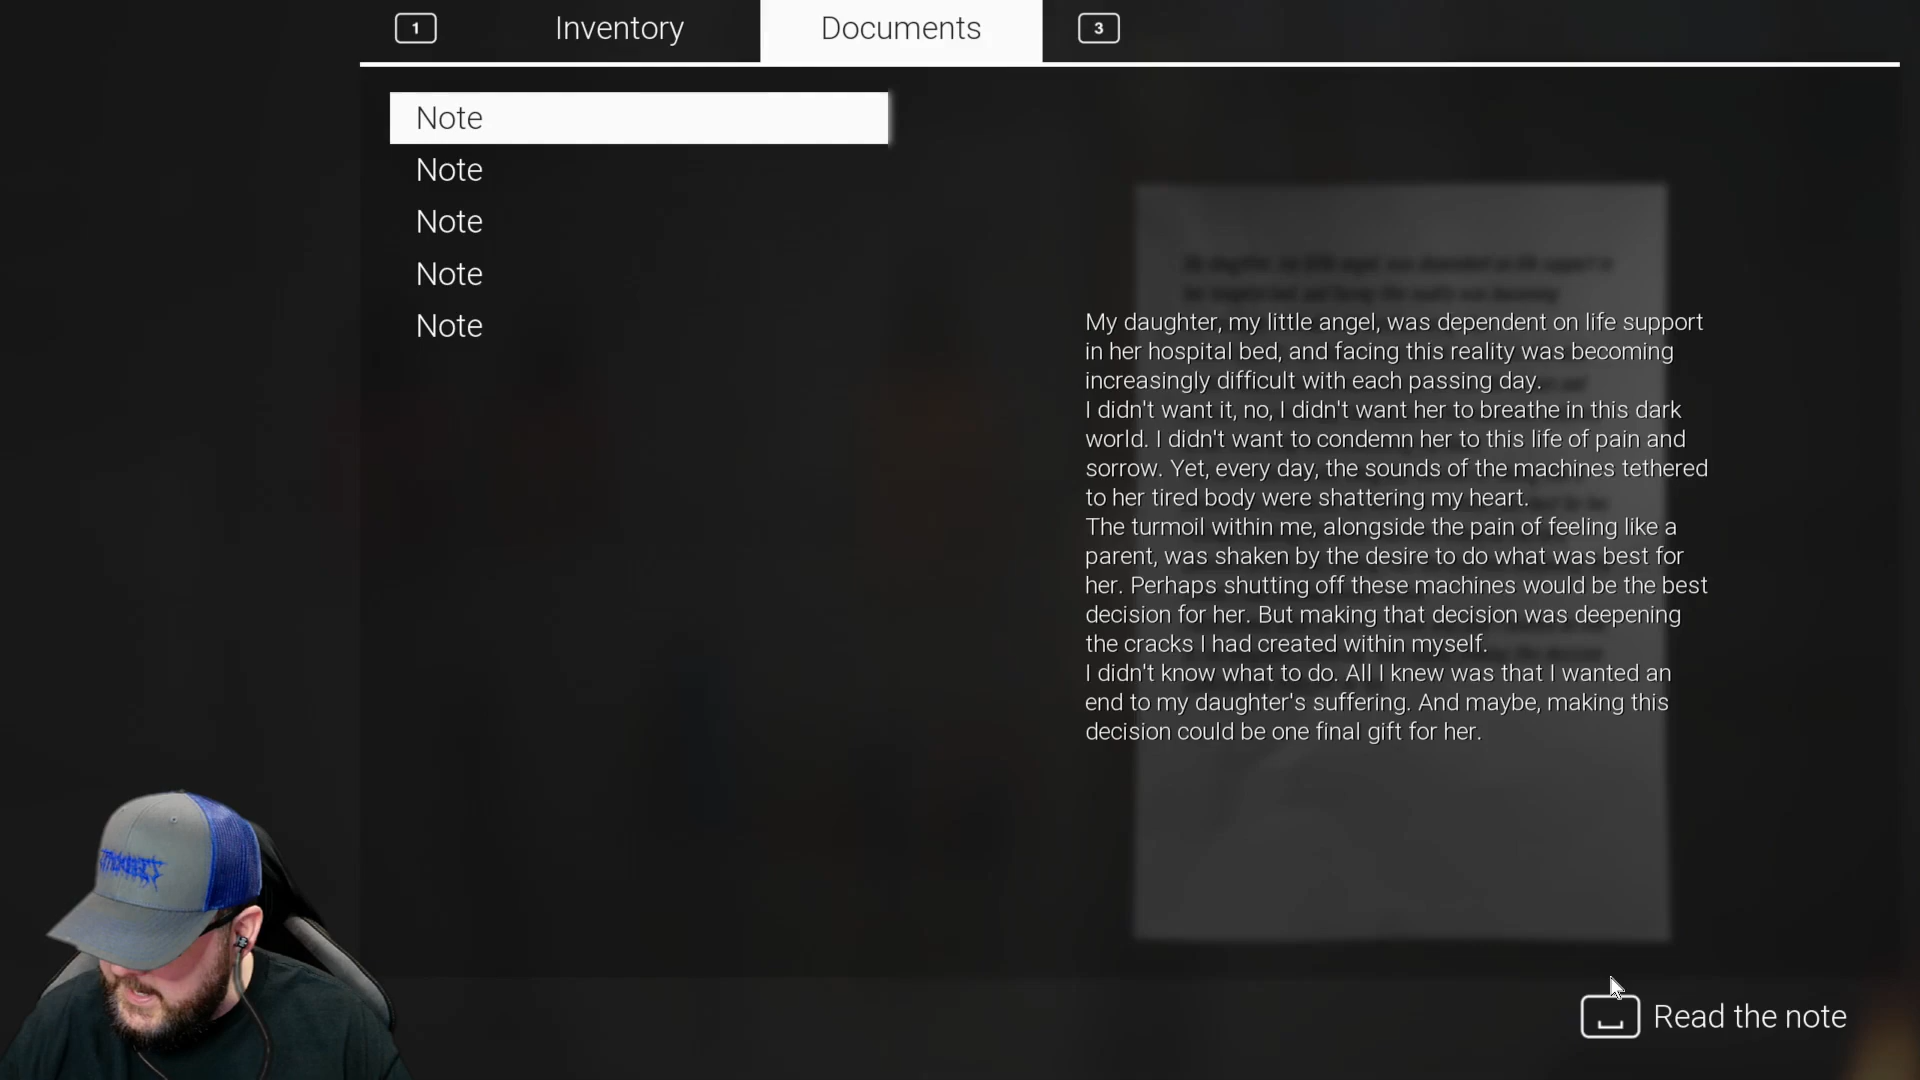 1 Inventory Documents 3
Note
Note
Note
Note
Note
My daughter, my little angel, was dependent on life support
in her hospital bed, and facing this reality was becoming
increasingly difficult with each passing day.
I didn't want it, no, I didn't want her to breathe in this dark
world. I didn't want to condemn her to this life of pain and
sorrow. Yet, every day, the sounds of the machines tethered
to her tired body were shattering my heart.
The turmoil within me, alongside the pain of feeling like a
parent, was shaken by the desire to do what was best for
her. Perhaps shutting off these machines would be the best
decision for her. But making that decision was deepening
the cracks I had created within myself.
I didn't know what to do. All I knew was that I wanted an
end to my daughter's suffering. And maybe, making this
decision could be one final gift for her.
Read the note